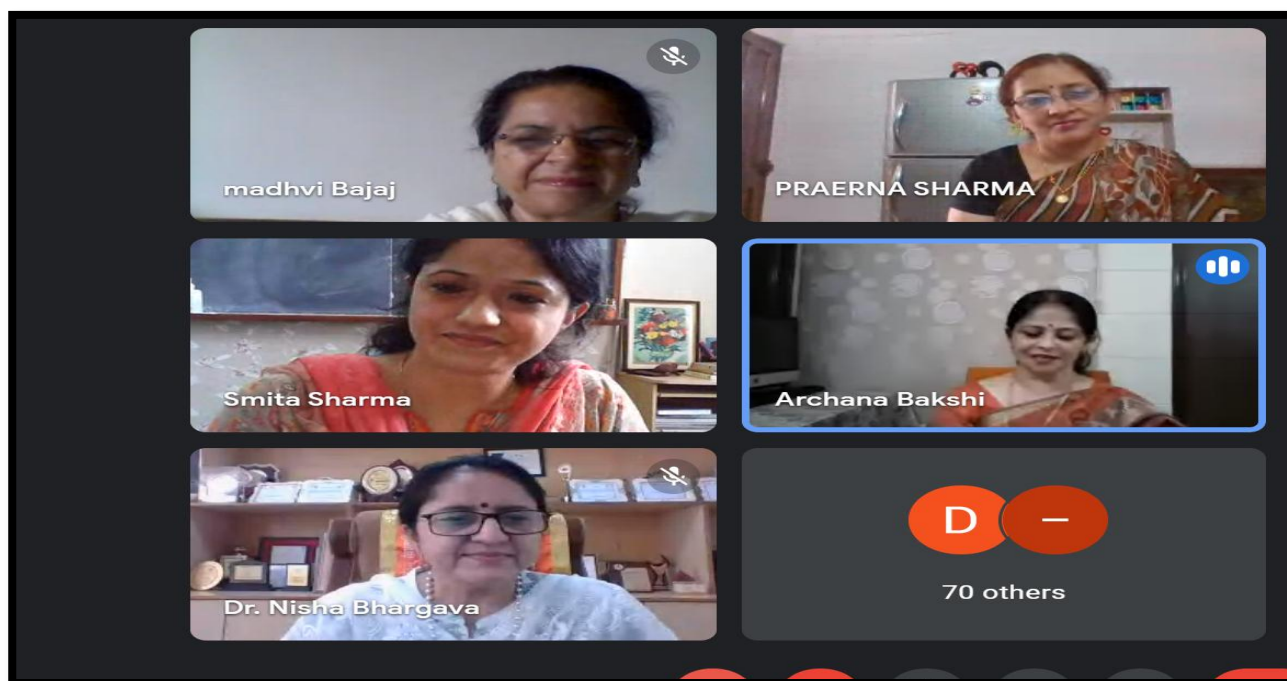 madhvi Bajaj
PRAERNA SHARMA
Smita Sharma
Archana Bakshi
Dr. Nisha Bhargava
D
–
70 others